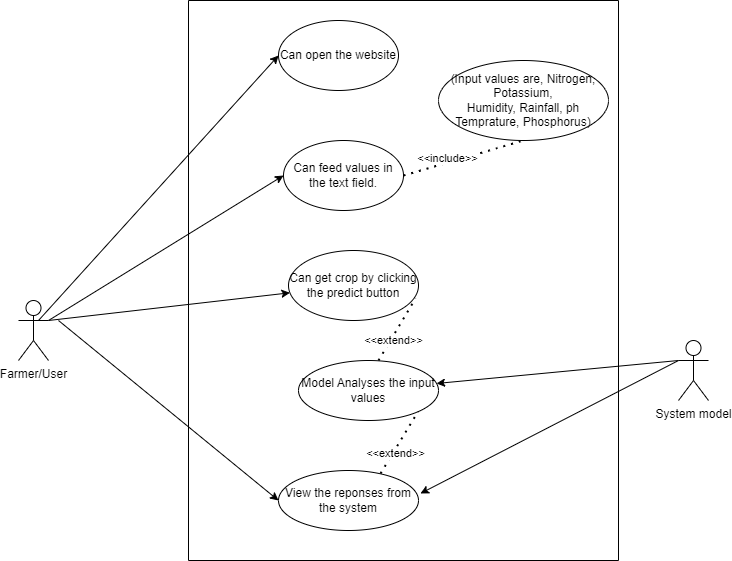 Can open the website
(Input values are, Nitrogen,
Potassium,
Humidity, Rainfall, ph
Temprature, Phosphorus)
<<include>>
Can feed values in
the text field.
Can get crop by clicking
the predict button
<<extend>>
Farmer/User
Model Analyses the input
values
System model
<<extend>>
View the reponses from
the system